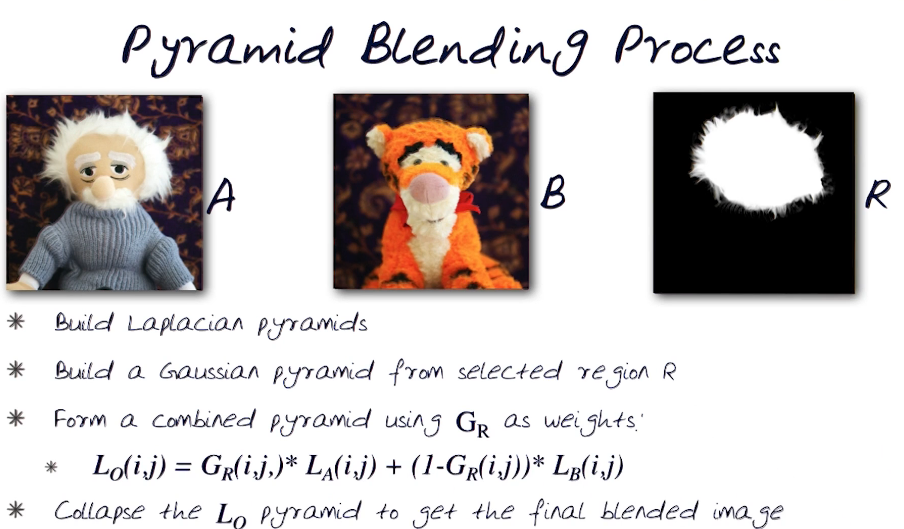 Pyramid Blending Process
A
B
R
* Build Laplacian pyramids
* Build a Gaussian pyramid from selected region R
* Form a combined pyramid using G_R as weights:
* L_O(i,j) = G_R(i,j,)* L_A(i,j) + (1-G_R(i,j))* L_B(i,j)
* Collapse the L_O pyramid to get the final blended image